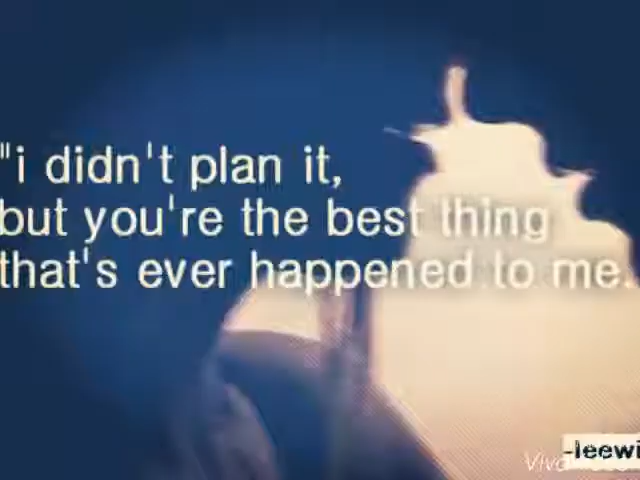 "i didn't plan it,
but you're the best thing
that's ever happened to me.
-leewi